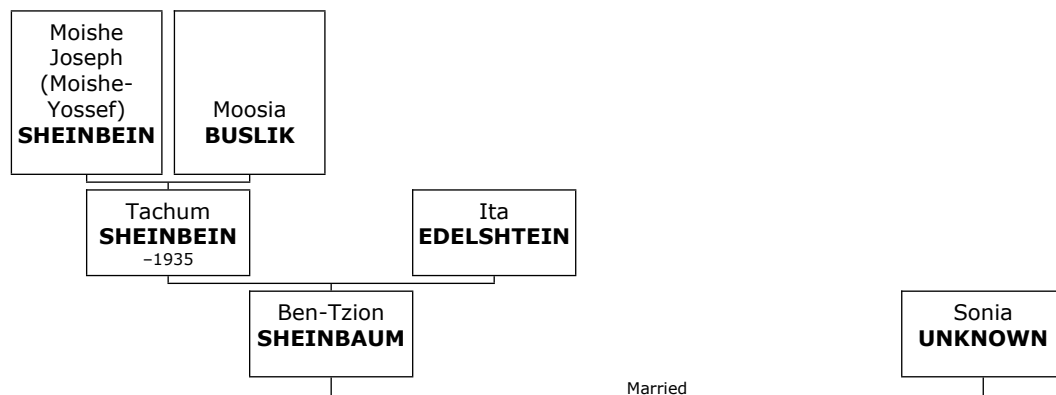 Moishe
Joseph
(Moishe-
Yossef)
SHEINBEIN
Moosia
BUSLIK
Tachum
SHEINBEIN
–1935
Ita
EDELSHTEIN
Ben-Tzion
SHEINBAUM
Sonia
UNKNOWN
Married